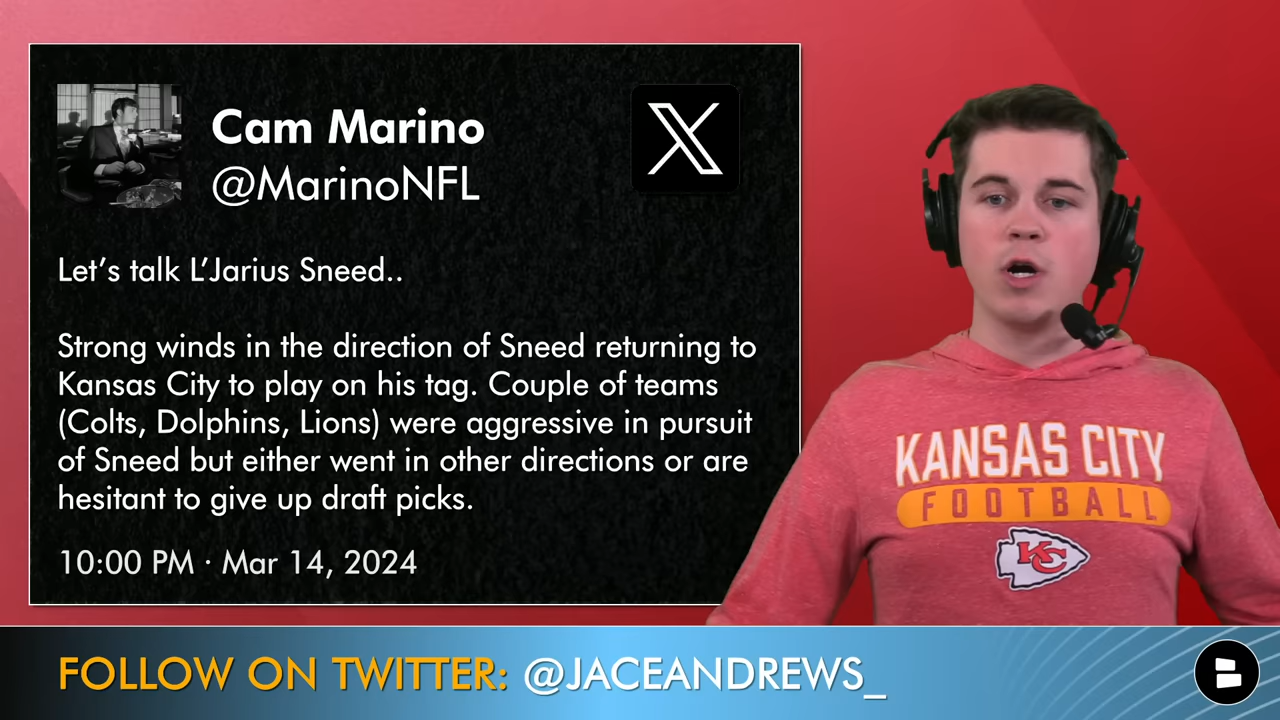 Cam Marino
@MarinoNFL
Let's talk L'Jarius Sneed..
Strong winds in the direction of Sneed returning to
Kansas City to play on his tag. Couple of teams
(Colts, Dolphins, Lions) were aggressive in pursuit
of Sneed but either went in other directions or are
hesitant to give up draft picks.
10:00 PM · Mar 14, 2024
KANSAS CITY
FOOTBALL
KC
FOLLOW ON TWITTER: @JACEANDREWS_